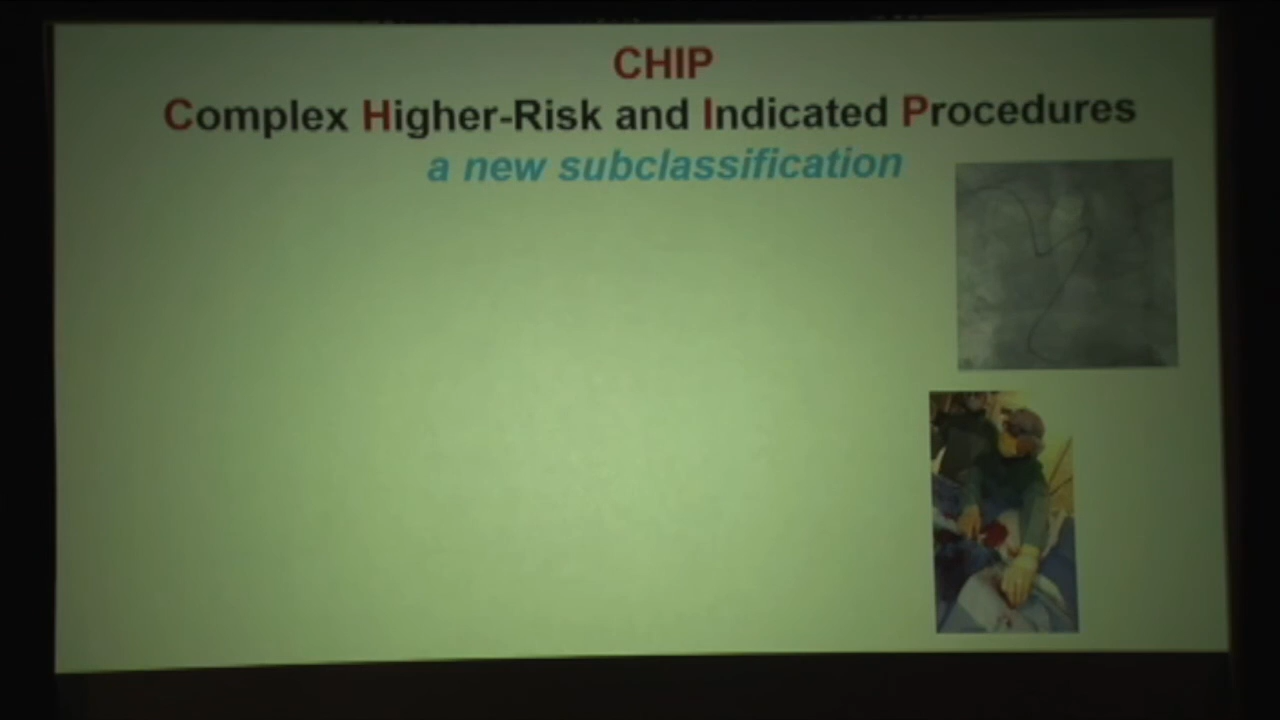 CHIP
Complex Higher-Risk and Indicated Procedures
a new subclassification